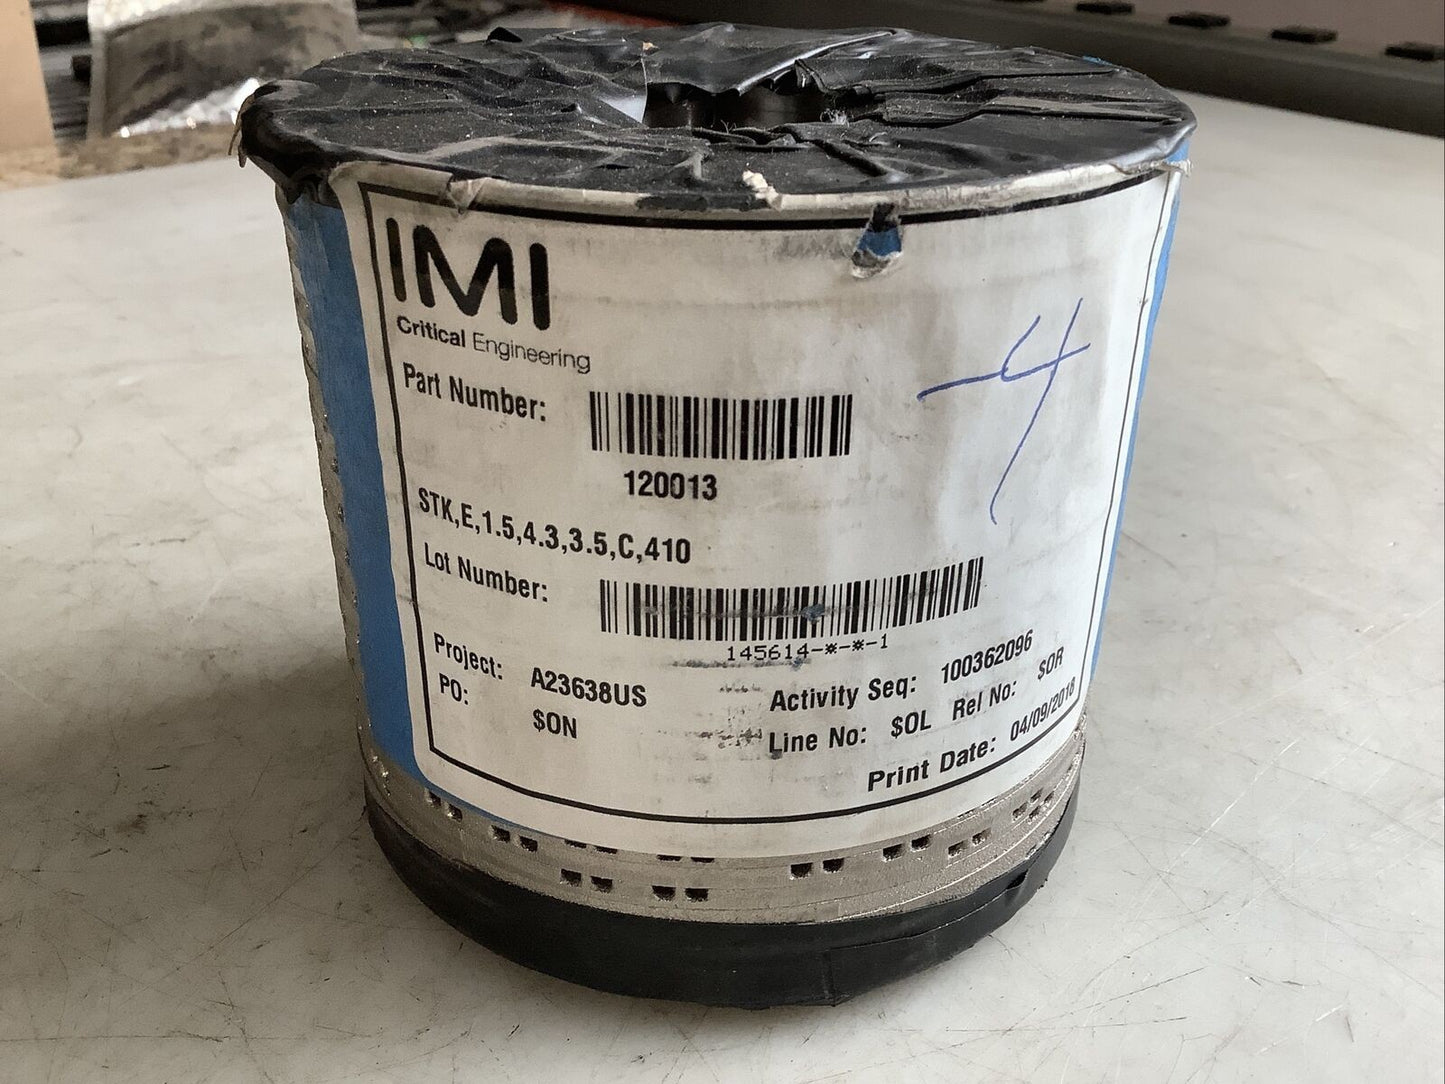 IMI
Critical Engineering
-4
Part Number:
120013
STK,E,1.5,4.3,3.5,C,410
Lot Number:
145614-*-*-1
Project: A23638US
Activity Seq: 100362096
PO: $ON
Line No: $OL Rel No: $OR
Print Date: 04/09/2018